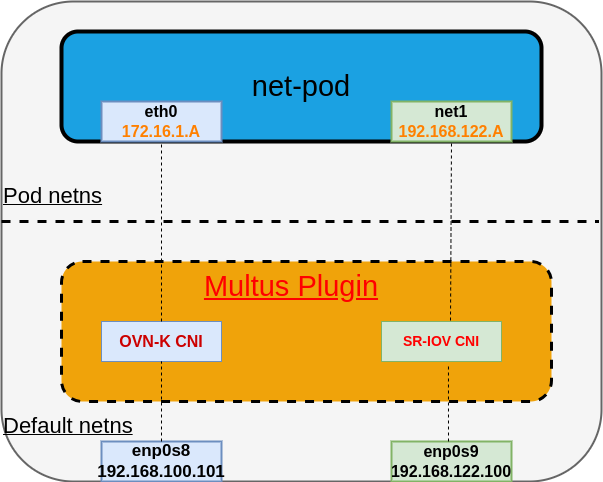 net-pod
eth0
172.16.1.A
net1
192.168.122.A
Pod netns
Multus Plugin
OVN-K CNI
SR-IOV CNI
Default netns
enp0s8
192.168.100.101
enp0s9
192.168.122.100